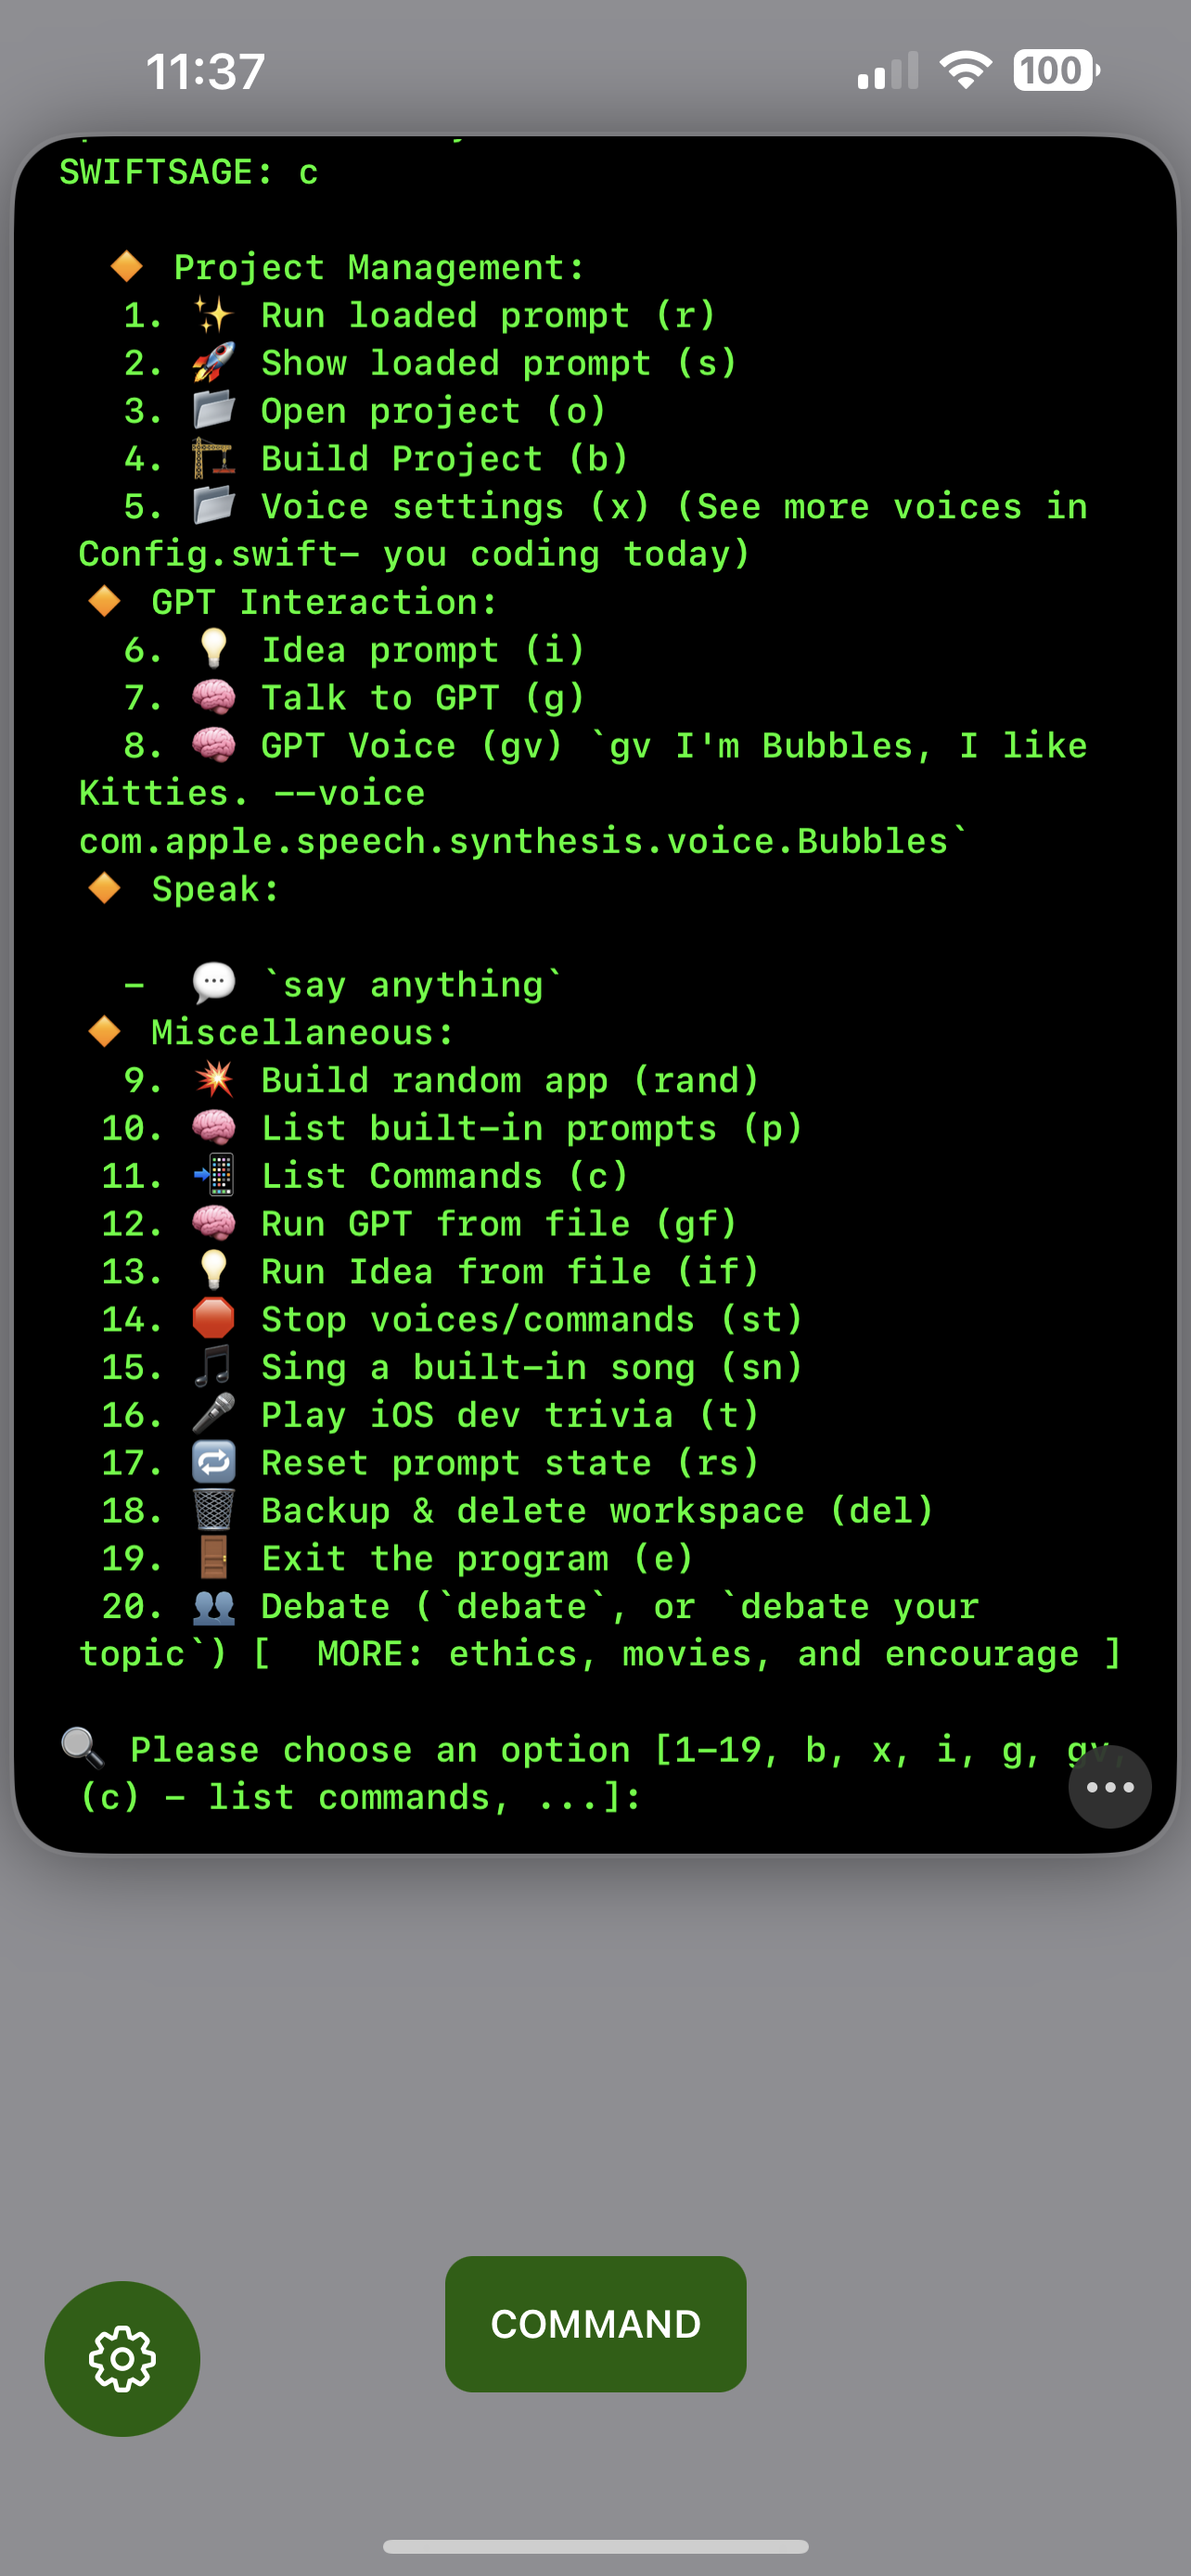 11:37
100
SWIFTSAGE: c
🔸 Project Management:
1. ✨ Run loaded prompt (r)
2. 🚀 Show loaded prompt (s)
3. 📂 Open project (o)
4. 🏗️ Build Project (b)
5. 📂 Voice settings (x) (See more voices in
Config.swift– you coding today)
🔸 GPT Interaction:
6. 💡 Idea prompt (i)
7. 🧠 Talk to GPT (g)
8. 🧠 GPT Voice (gv) `gv I'm Bubbles, I like
Kitties. --voice
com.apple.speech.synthesis.voice.Bubbles`
🔸 Speak:
- 💬 `say anything`
🔸 Miscellaneous:
9. 💥 Build random app (rand)
10. 🧠 List built-in prompts (p)
11. 📲 List Commands (c)
12. 🧠 Run GPT from file (gf)
13. 💡 Run Idea from file (if)
14. 🛑 Stop voices/commands (st)
15. 🎵 Sing a built-in song (sn)
16. 🎤 Play iOS dev trivia (t)
17. 🔁 Reset prompt state (rs)
18. 🗑️ Backup & delete workspace (del)
19. 🚪 Exit the program (e)
20. 👥 Debate (`debate`, or `debate your
topic`) [  MORE: ethics, movies, and encourage ]
🔍 Please choose an option [1-19, b, x, i, g, gv,
(c) - list commands, ...]:
COMMAND